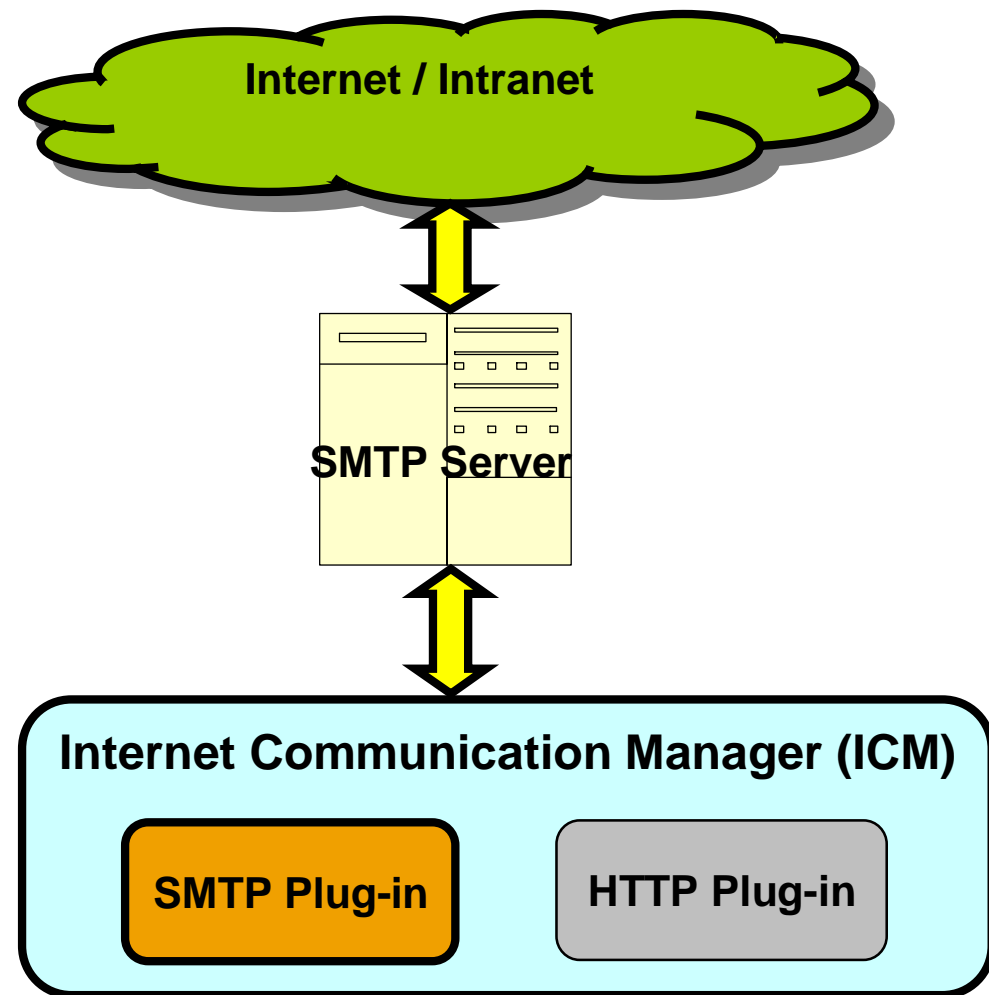 Internet / Intranet
SMTP Server
Internet Communication Manager (ICM)
SMTP Plug-in
HTTP Plug-in